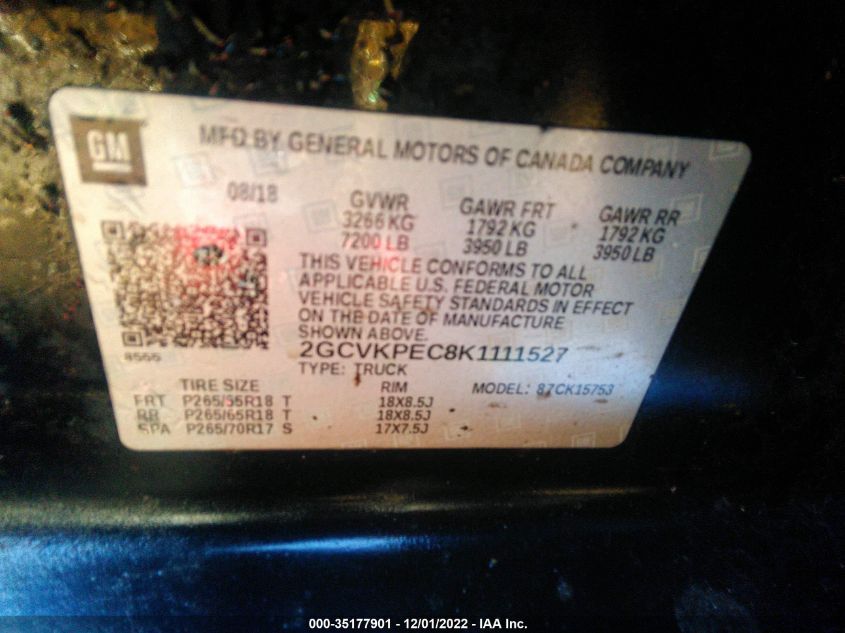 GM
MFD BY GENERAL MOTORS OF CANADA COMPANY
08/18
GVWR GAWR FRT GAWR RR
3266 KG 1792 KG 1792 KG
7200 LB 3950 LB 3950 LB
THIS VEHICLE CONFORMS TO ALL
APPLICABLE U.S. FEDERAL MOTOR
VEHICLE SAFETY STANDARDS IN EFFECT
ON THE DATE OF MANUFACTURE
SHOWN ABOVE.
8555
2GCVKPEC8K1111527
TYPE: TRUCK
TIRE SIZE RIM MODEL: 87CK15753
FRT P265/65R18 T 18X8.5J
RR P265/65R18 T 18X8.5J
SPA P265/70R17 S 17X7.5J
000-35177901 - 12/01/2022 - IAA Inc.